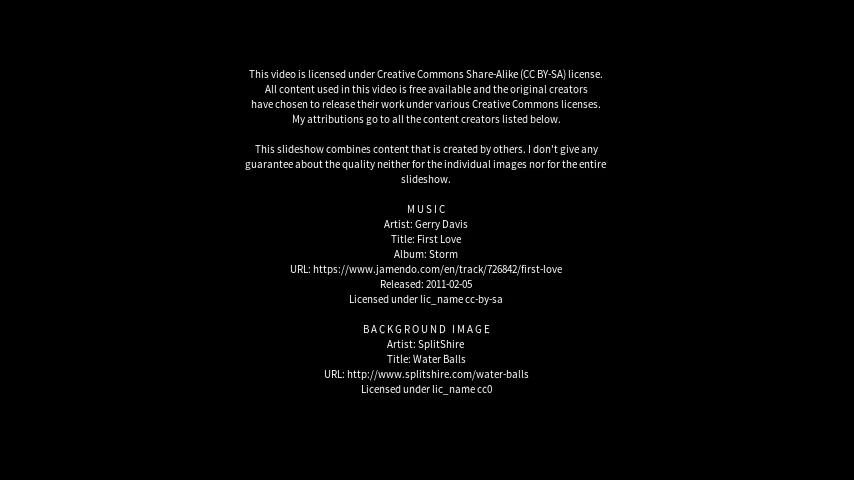 This video is licensed under Creative Commons Share-Alike (CC BY-SA) license.
All content used in this video is free available and the original creators
have chosen to release their work under various Creative Commons licenses.
My attributions go to all the content creators listed below.
This slideshow combines content that is created by others. I don't give any
guarantee about the quality neither for the individual images nor for the entire
slideshow.
MUSIC
Artist: Gerry Davis
Title: First Love
Album: Storm
URL: https://www.jamendo.com/en/track/726842/first-love
Released: 2011-02-05
Licensed under lic_name cc-by-sa
BACKGROUND IMAGE
Artist: SplitShire
Title: Water Balls
URL: http://www.splitshire.com/water-balls
Licensed under lic_name cc0